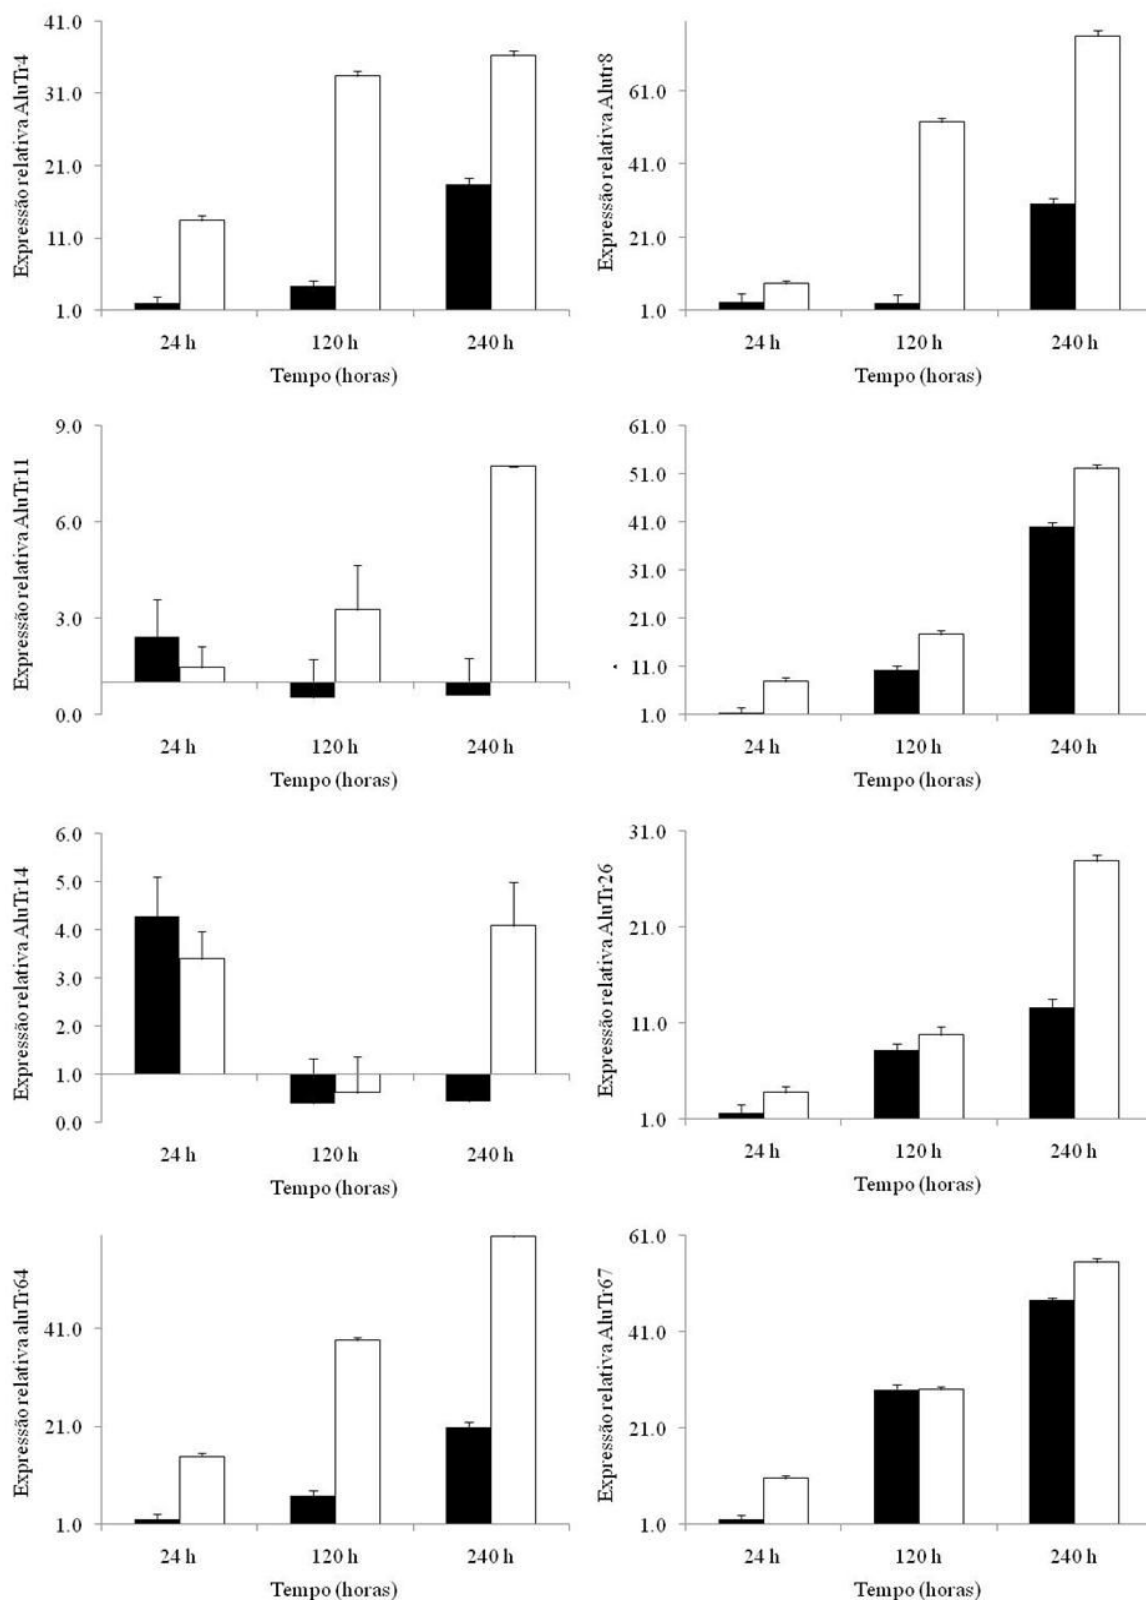 Expressão relativa AluTr4
41.0
31.0
21.0
11.0
1.0
24 h 120 h 240 h
Tempo (horas)
Expressão relativa Alutr8
61.0
41.0
21.0
1.0
24 h 120 h 240 h
Tempo (horas)
Expressão relativa AluTr11
9.0
6.0
3.0
0.0
24 h 120 h 240 h
Tempo (horas)
61.0
51.0
41.0
31.0
21.0
11.0
1.0
24 h 120 h 240 h
Tempo (horas)
Expressão relativa AluTr14
6.0
5.0
4.0
3.0
2.0
1.0
0.0
24 h 120 h 240 h
Tempo (horas)
Expressão relativa AluTr26
31.0
21.0
11.0
1.0
24 h 120 h 240 h
Tempo (horas)
Expressão relativa aluTr64
41.0
21.0
1.0
24 h 120 h 240 h
Tempo (horas)
Expressão relativa AluTr67
61.0
41.0
21.0
1.0
24 h 120 h 240 h
Tempo (horas)